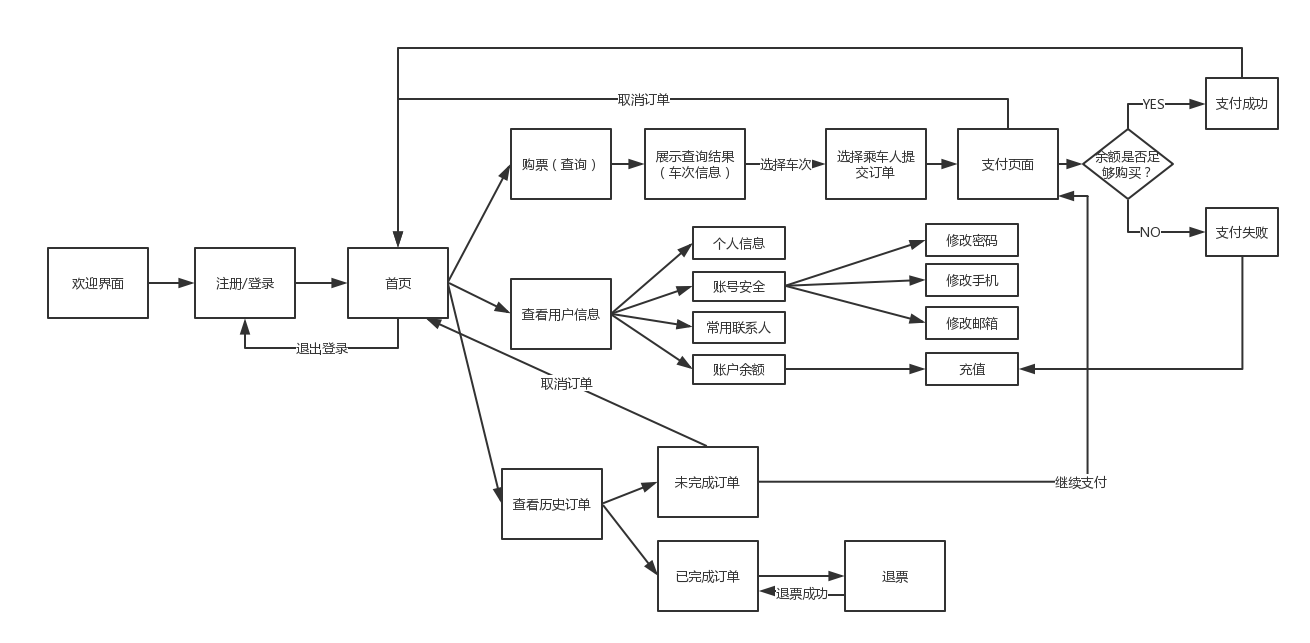 取消订单
YES
支付成功
购票（查询）
展示查询结果
（车次信息）
选择车次
选择乘车人提
交订单
支付页面
余额是否足
够购买？
NO
支付失败
个人信息
修改密码
欢迎界面
注册/登录
首页
账号安全
修改手机
查看用户信息
常用联系人
修改邮箱
退出登录
账户余额
充值
取消订单
未完成订单
继续支付
查看历史订单
已完成订单
退票
退票成功